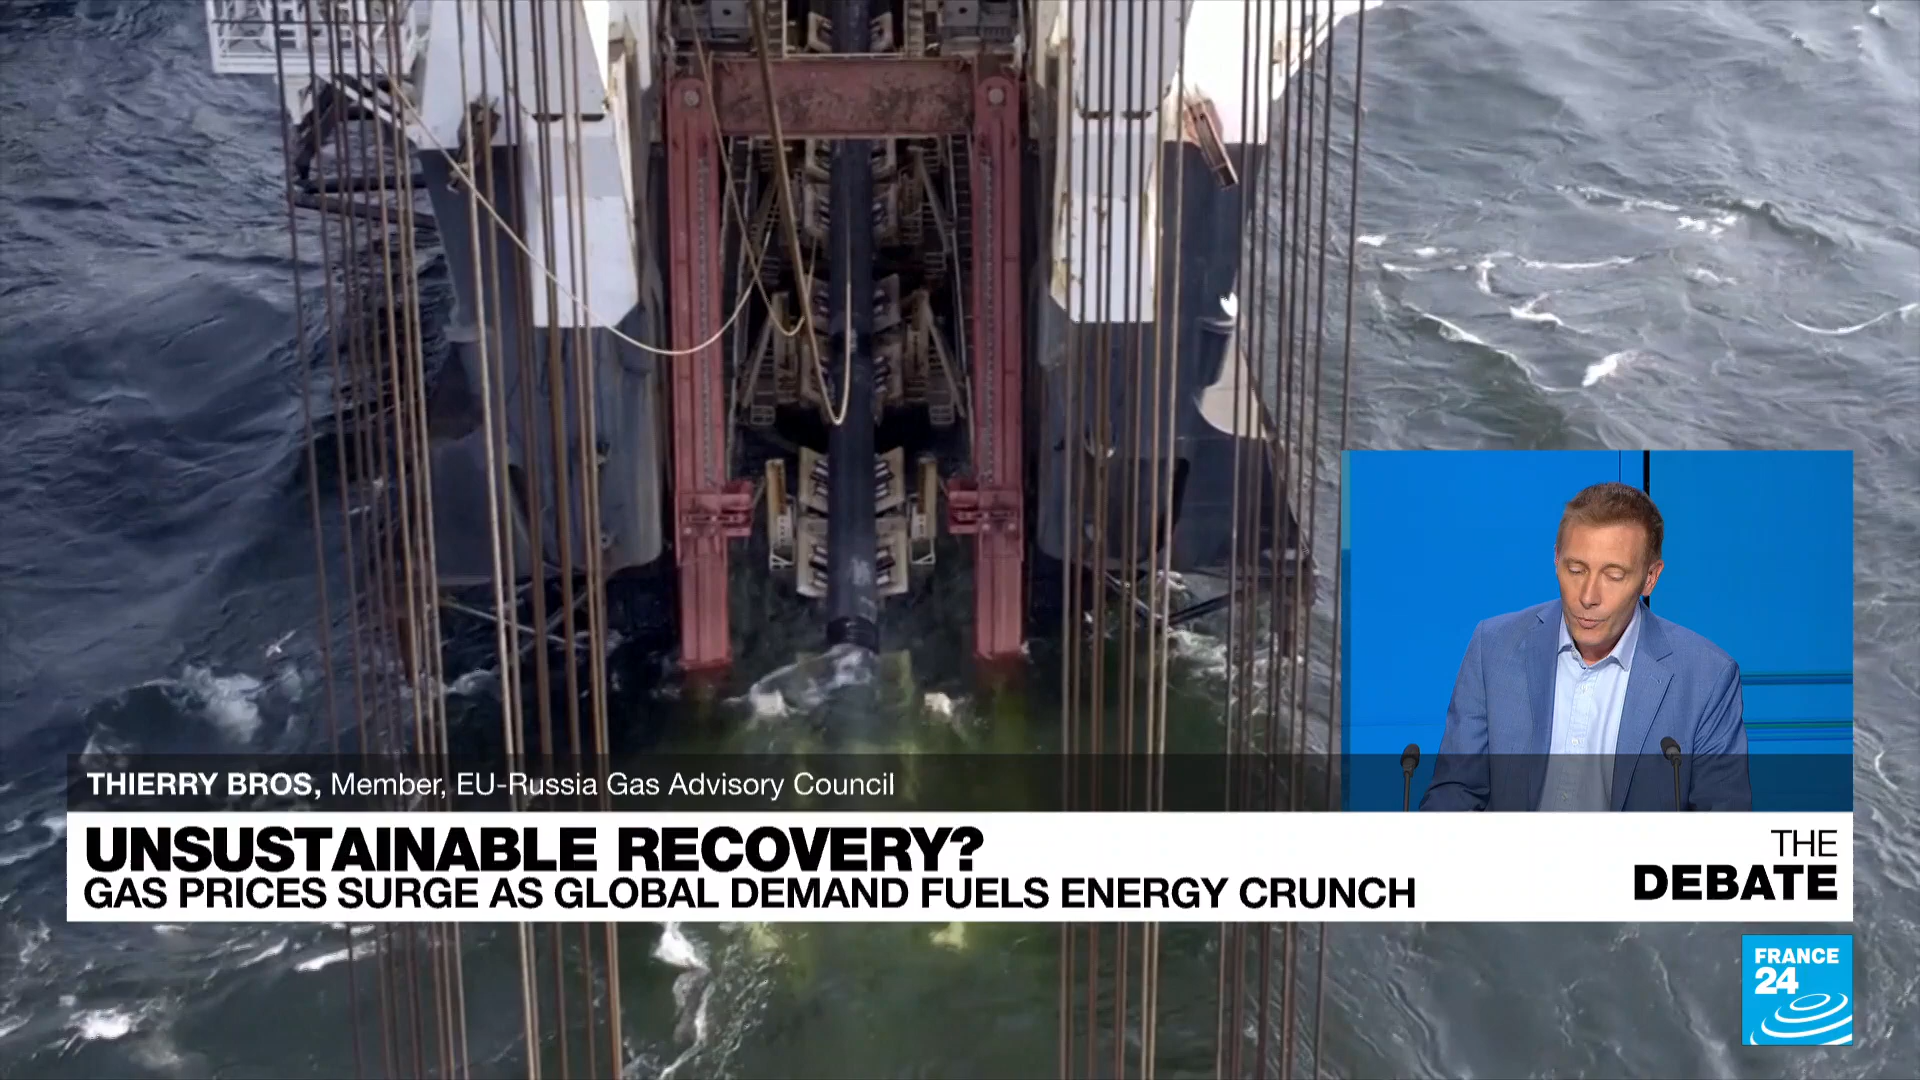 THIERRY BROS, Member, EU-Russia Gas Advisory Council
UNSUSTAINABLE RECOVERY?
GAS PRICES SURGE AS GLOBAL DEMAND FUELS ENERGY CRUNCH
THE
DEBATE
FRANCE
24